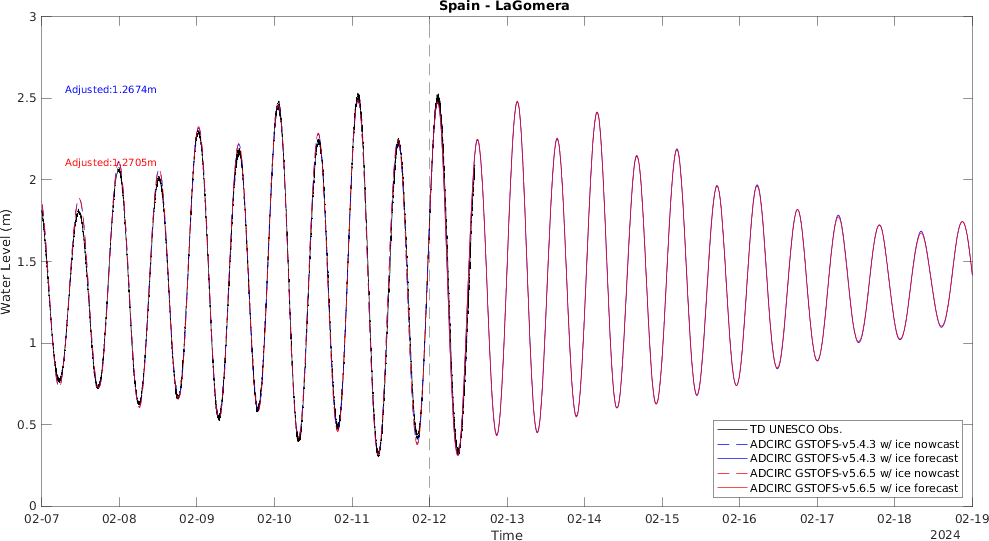 Spain - LaGomera
Water Level (m)
3
2.5
2
1.5
1
0.5
0
Adjusted:1.2674m
Adjusted:1.2705m
TD UNESCO Obs.
ADCIRC GSTOFS-v5.4.3 w/ ice nowcast
ADCIRC GSTOFS-v5.4.3 w/ ice forecast
ADCIRC GSTOFS-v5.6.5 w/ ice nowcast
ADCIRC GSTOFS-v5.6.5 w/ ice forecast
02-07 02-08 02-09 02-10 02-11 02-12 02-13 02-14 02-15 02-16 02-17 02-18 02-19
Time
2024